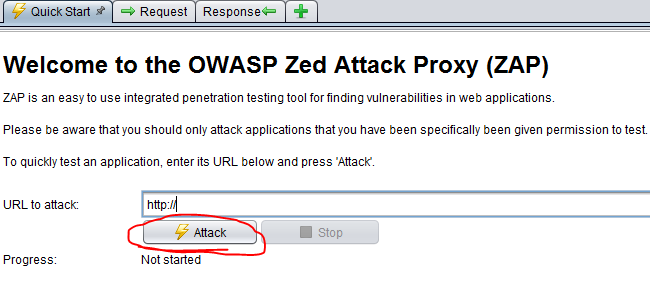 Quick Start Request Response
Welcome to the OWASP Zed Attack Proxy (ZAP)
ZAP is an easy to use integrated penetration testing tool for finding vulnerabilities in web applications.
Please be aware that you should only attack applications that you have been specifically been given permission to test.
To quickly test an application, enter its URL below and press 'Attack'.
URL to attack: http://
Attack Stop
Progress: Not started